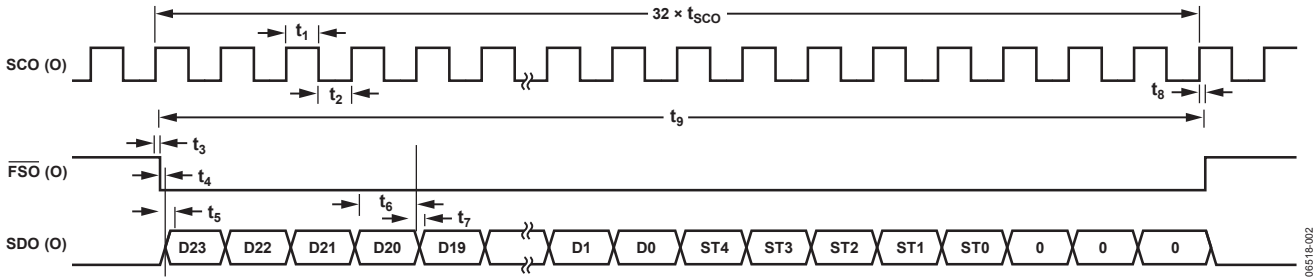 32 × tSCO
t1
SCO (O)
t2
t8
t9
t3
FSO (O)
t4
t6
t5
t7
SDO (O) D23 D22 D21 D20 D19 D1 D0 ST4 ST3 ST2 ST1 ST0 0 0 0
06518-002